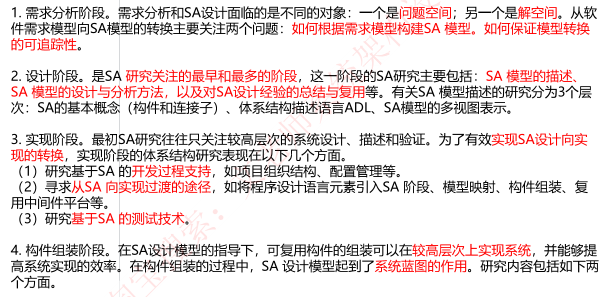 1. 需求分析阶段。需求分析和SA设计面临的是不同的对象：一个是问题空间；另一个是解空间。从软
件需求模型向SA模型的转换主要关注两个问题：如何根据需求模型构建SA 模型。如何保证模型转换
的可追踪性。
2. 设计阶段。是SA 研究关注的最早和最多的阶段，这一阶段的SA研究主要包括：SA 模型的描述、
SA 模型的设计与分析方法，以及对SA设计经验的总结与复用等。有关SA 模型描述的研究分为3个层
次：SA的基本概念（构件和连接子）、体系结构描述语言ADL、SA模型的多视图表示。
3. 实现阶段。最初SA研究往往只关注较高层次的系统设计、描述和验证。为了有效实现SA设计向实
现的转换，实现阶段的体系结构研究表现在以下几个方面。
（1）研究基于SA 的开发过程支持，如项目组织结构、配置管理等。
（2）寻求从SA 向实现过渡的途径，如将程序设计语言元素引入SA 阶段、模型映射、构件组装、复
用中间件平台等。
（3）研究基于SA 的测试技术。
4. 构件组装阶段。在SA设计模型的指导下，可复用构件的组装可以在较高层次上实现系统，并能够提
高系统实现的效率。在构件组装的过程中，SA 设计模型起到了系统蓝图的作用。研究内容包括如下两
个方面。